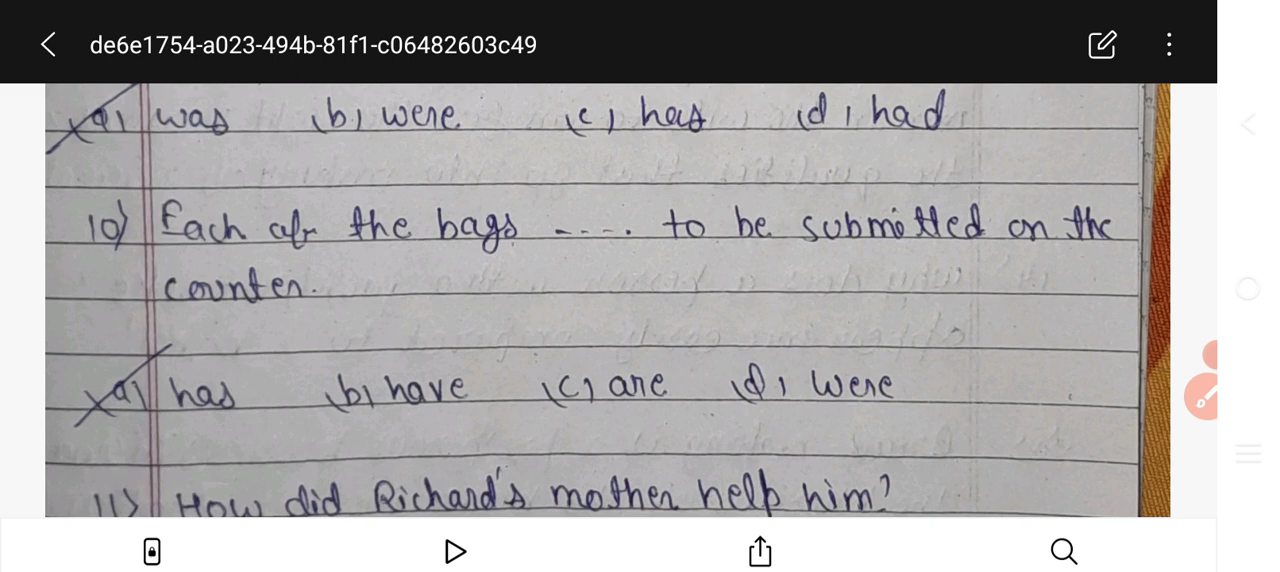 de6e1754-a023-494b-81f1-c06482603c49
(a) was (b) were (c) has (d) had
10) Each of the bags ---- to be submitted on the
counter.
(a) has (b) have (c) are (d) were
11) How did Richard's mother help him?